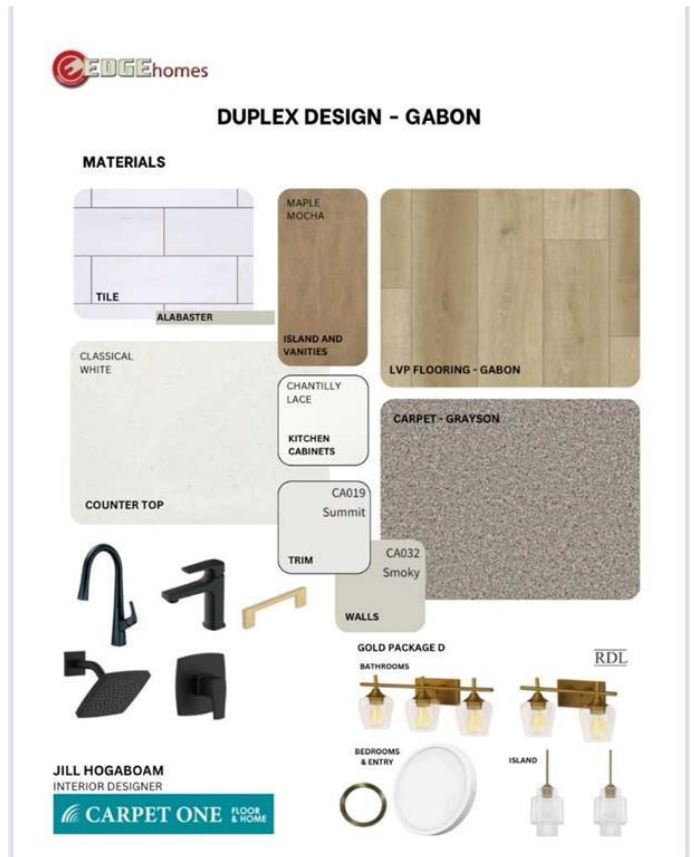 EDGEhomes
DUPLEX DESIGN - GABON
MATERIALS
TILE
ALABASTER
MAPLE
MOCHA
ISLAND AND
VANITIES
LVP FLOORING - GABON
CLASSICAL
WHITE
COUNTER TOP
CHANTILLY
LACE
KITCHEN
CABINETS
CARPET - GRAYSON
CA019
Summit
TRIM
CA032
Smoky
WALLS
GOLD PACKAGE D
BATHROOMS
RDL
BEDROOMS
& ENTRY
ISLAND
JILL HOGABOAM
INTERIOR DESIGNER
CARPET ONE FLOOR
& HOME